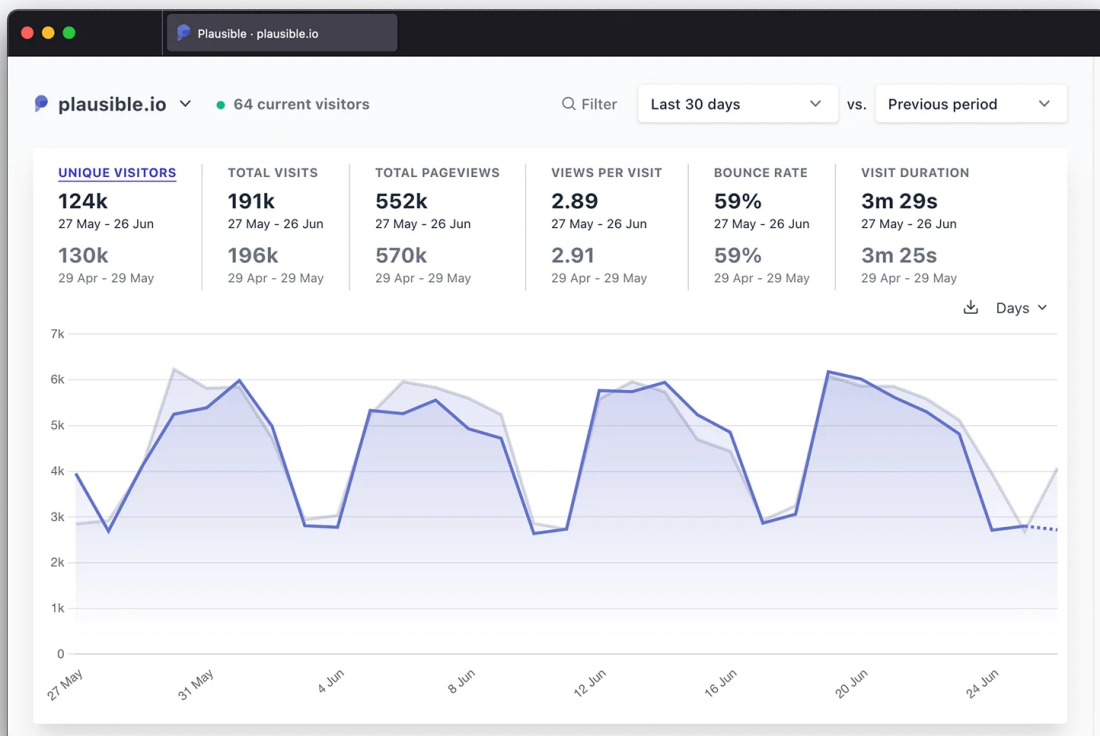 Plausible · plausible.io
plausible.io
64 current visitors
Filter
Last 30 days
vs.
Previous period
UNIQUE VISITORS
124k
27 May - 26 Jun
130k
29 Apr - 29 May
TOTAL VISITS
191k
27 May - 26 Jun
196k
29 Apr - 29 May
TOTAL PAGEVIEWS
552k
27 May - 26 Jun
570k
29 Apr - 29 May
VIEWS PER VISIT
2.89
27 May - 26 Jun
2.91
29 Apr - 29 May
BOUNCE RATE
59%
27 May - 26 Jun
59%
29 Apr - 29 May
VISIT DURATION
3m 29s
27 May - 26 Jun
3m 25s
29 Apr - 29 May
Days
7k
6k
5k
4k
3k
2k
1k
0
27 May
31 May
4 Jun
8 Jun
12 Jun
16 Jun
20 Jun
24 Jun